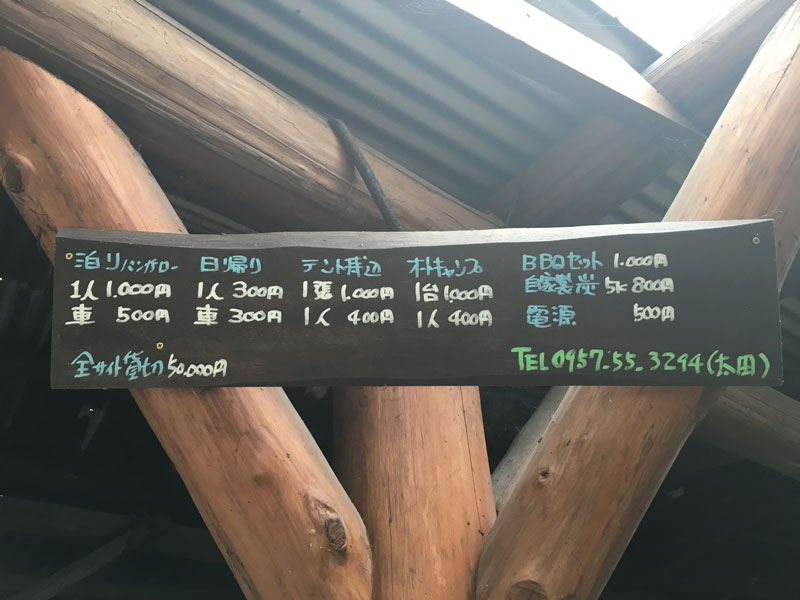 泊り/バンガロー 日帰り テント持込 オートキャンプ BBQセット 1.000円
1人 1.000円 1人 300円 1張 1,000円 1台 1,000円 自家製炭 5k 800円
車 500円 車 300円 1人 400円 1人 400円 電源 500円
全サイト貸切 50.000円 TEL 0957-55-3294(太田)